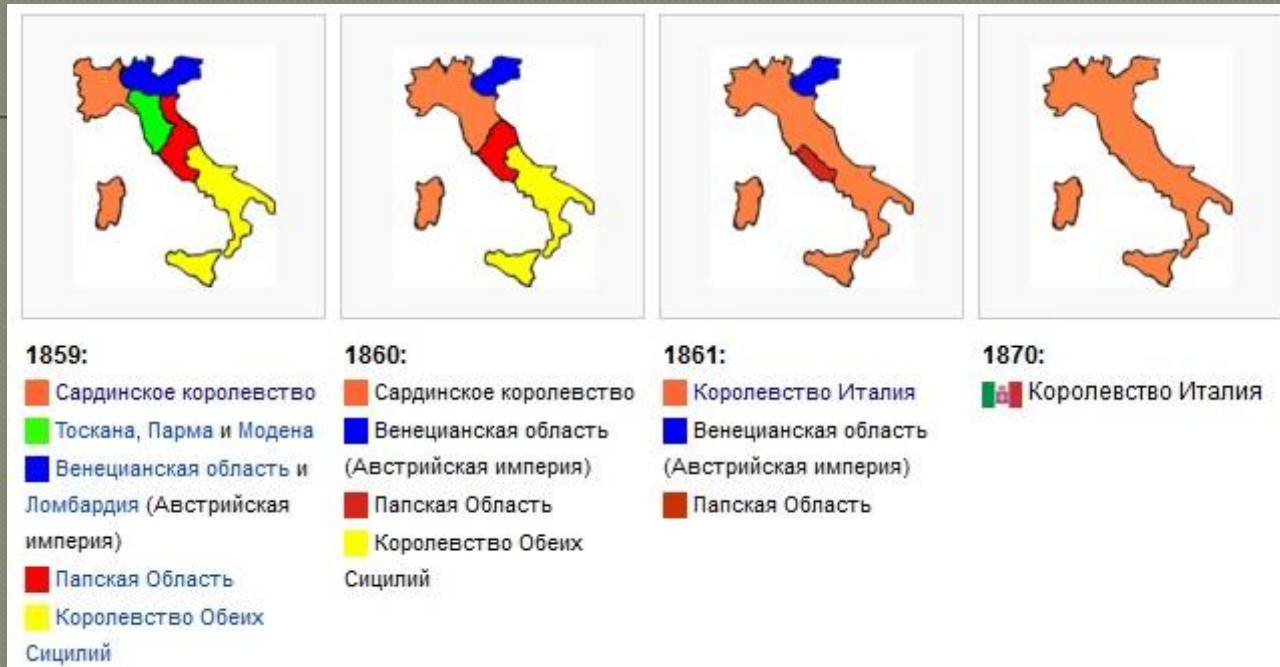 1859:
Сардинское королевство
Тоскана, Парма и Модена
Венецианская область и
Ломбардия (Австрийская
империя)
Папская Область
Королевство Обеих
Сицилий
1860:
Сардинское королевство
Венецианская область
(Австрийская империя)
Папская Область
Королевство Обеих
Сицилий
1861:
Королевство Италия
Венецианская область
(Австрийская империя)
Папская Область
1870:
Королевство Италия